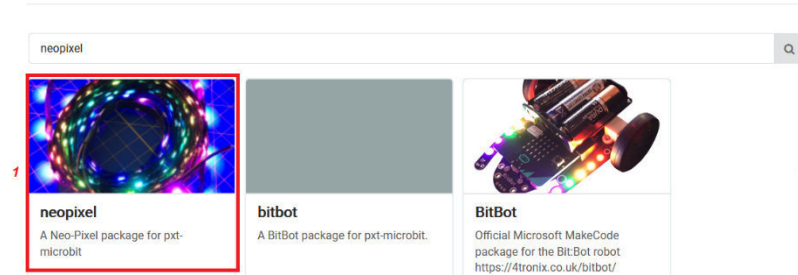 neopixel
1
neopixel
A Neo-Pixel package for pxt-
microbit
bitbot
A BitBot package for pxt-microbit.
BitBot
Official Microsoft MakeCode
package for the Bit:Bot robot
https://4tronix.co.uk/bitbot/